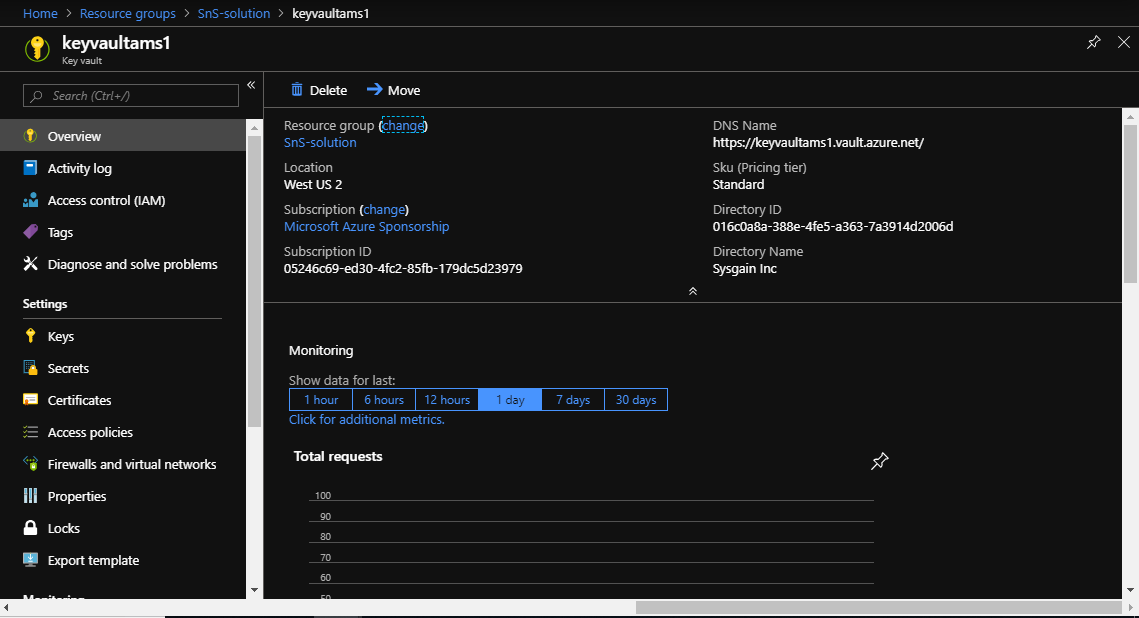 Home > Resource groups > SnS-solution > keyvaultams1
keyvaultams1
Key vault
Search (Ctrl+/)
«
Overview
Activity log
Access control (IAM)
Tags
Diagnose and solve problems
Settings
Keys
Secrets
Certificates
Access policies
Firewalls and virtual networks
Properties
Locks
Export template
Monitoring
Delete Move
Resource group (change)
SnS-solution
Location
West US 2
Subscription (change)
Microsoft Azure Sponsorship
Subscription ID
05246c69-ed30-4fc2-85fb-179dc5d23979
DNS Name
https://keyvaultams1.vault.azure.net/
Sku (Pricing tier)
Standard
Directory ID
016c0a8a-388e-4fe5-a363-7a3914d2006d
Directory Name
Sysgain Inc
Monitoring
Show data for last:
1 hour 6 hours 12 hours 1 day 7 days 30 days
Click for additional metrics.
Total requests
100
90
80
70
60
50